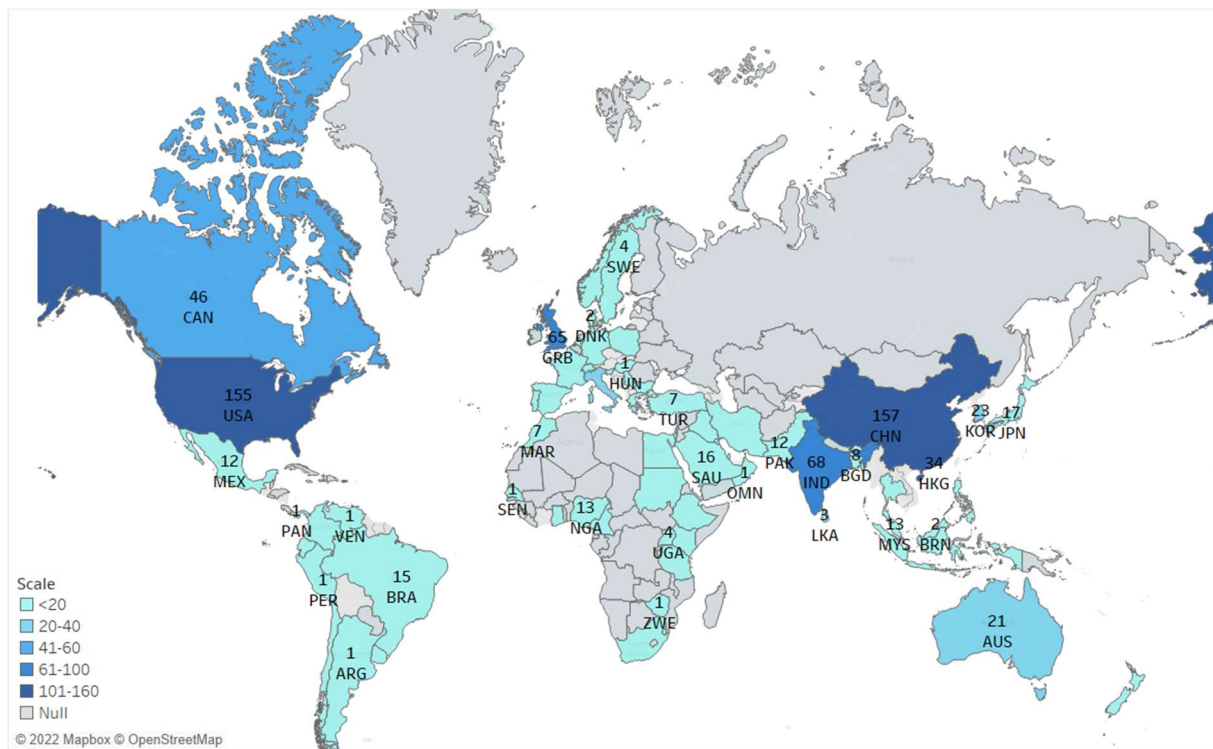 4
SWE
46
CAN
2
DNK
65
GRB
1
HUN
155
USA
7
TUR
157
CHN
23
KOR
17
JPN
7
MAR
12
PAK
68
IND
8
BGD
34
HKG
12
MEX
16
SAU
1
OMN
1
SEN
13
NGA
3
LKA
13
MYS
2
BRN
1
PAN
1
VEN
4
UGA
1
PER
15
BRA
1
ZWE
21
AUS
1
ARG
Scale
<20
20-40
41-60
61-100
101-160
Null
© 2022 Mapbox © OpenStreetMap